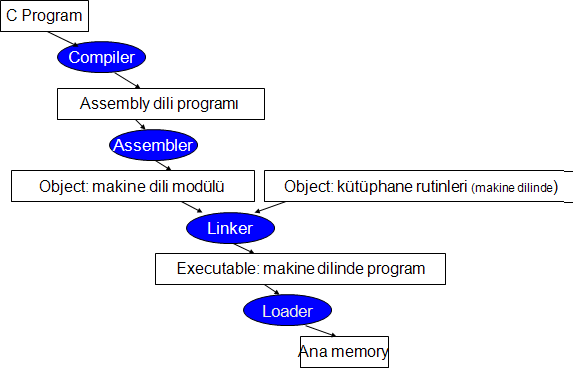 C Program
Compiler
Assembly dili programı
Assembler
Object: makine dili modülü
Object: kütüphane rutinleri (makine dilinde)
Linker
Executable: makine dilinde program
Loader
Ana memory